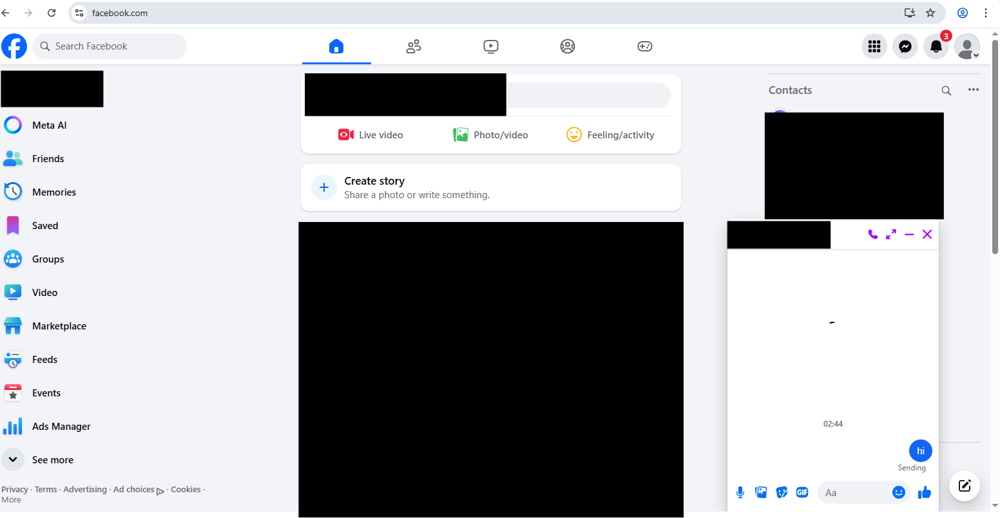 facebook.com
Search Facebook
3
Meta AI
Friends
Memories
Saved
Groups
Video
Marketplace
Feeds
Events
Ads Manager
See more
Privacy · Terms · Advertising · Ad choices · Cookies ·
More
Live video
Photo/video
Feeling/activity
Create story
Share a photo or write something.
Contacts
02:44
hi
Sending
GIF
Aa